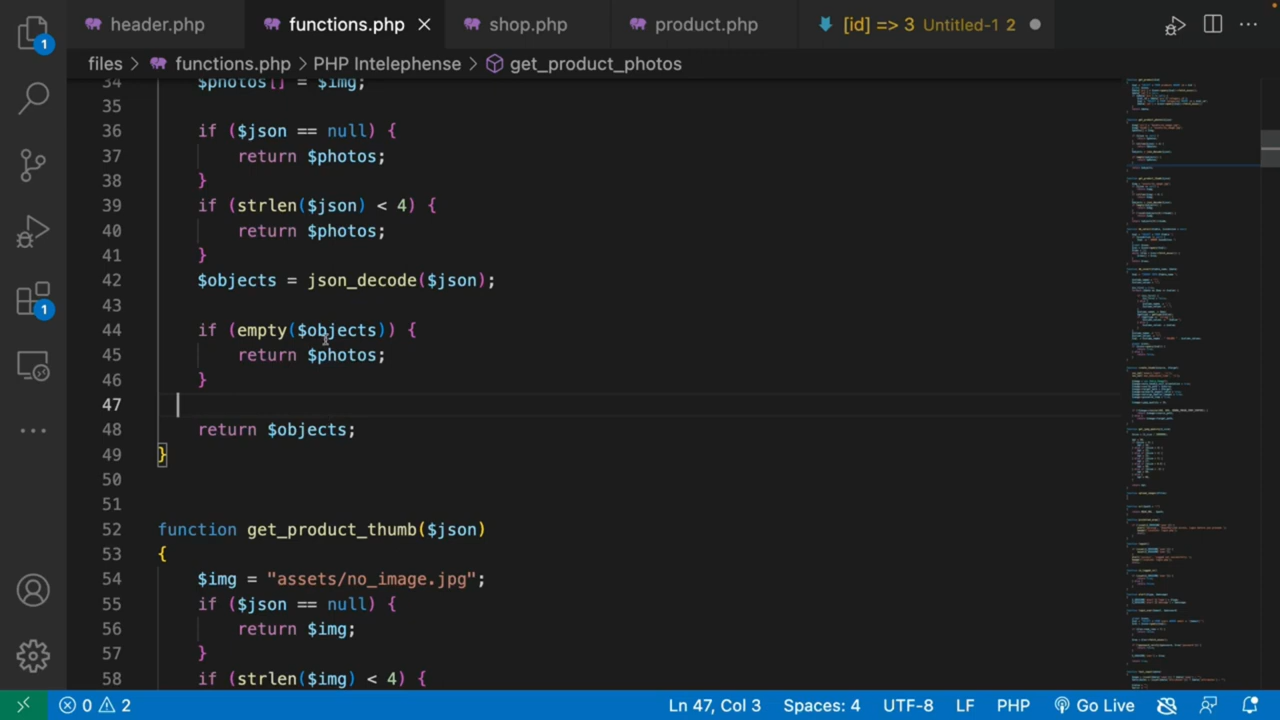 header.php functions.php shop.php product.php [id] => 3 Untitled-1 2
files > functions.php > PHP Intelephense > get_product_photos
34 $photos[] = $img;
35
36 if ($json == null) {
37 return $photos;
38 }
39 if (strlen($json) < 4) {
40 return $photos;
41 }
42 $objects = json_decode($json);
43
44 if (empty($objects)) {
45 return $photos;
46 }
47
48 return $objects;
49 }
50
51
52 function get_product_thumb($json)
53 {
54 $img = "assets/no_image.jpg";
55 if ($json == null) {
56 return $img;
57 }
58 if (strlen($img) < 4) {
1
1
0 2 Ln 47, Col 3 Spaces: 4 UTF-8 LF PHP Go Live